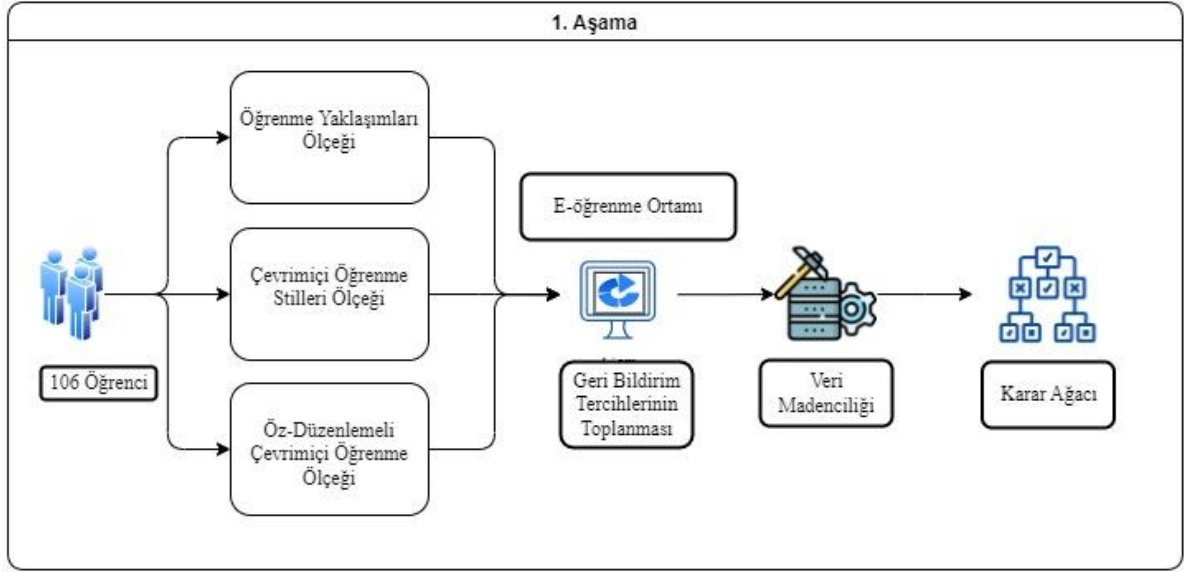 1. Aşama
Öğrenme Yaklaşımları
Ölçeği
E-öğrenme Ortamı
Çevrimiçi Öğrenme
Stilleri Ölçeği
106 Öğrenci
Geri Bildirim
Tercihlerinin
Toplanması
Veri
Madenciliği
Karar Ağacı
Öz-Düzenlemeli
Çevrimiçi Öğrenme
Ölçeği